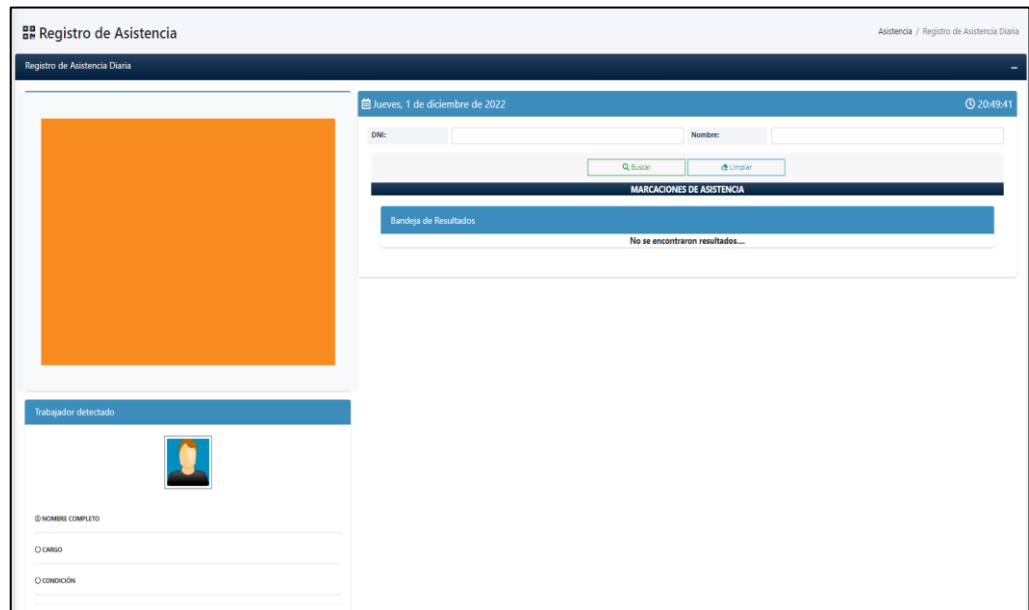 Registro de Asistencia
Asistencia / Registro de Asistencia Diaria
Registro de Asistencia Diaria
Jueves, 1 de diciembre de 2022
20:49:41
DNI:
Nombre:
Buscar
Limpiar
MARCACIONES DE ASISTENCIA
Bandeja de Resultados
No se encontraron resultados....
Trabajador detectado
NOMBRE COMPLETO
CARGO
CONDICIÓN